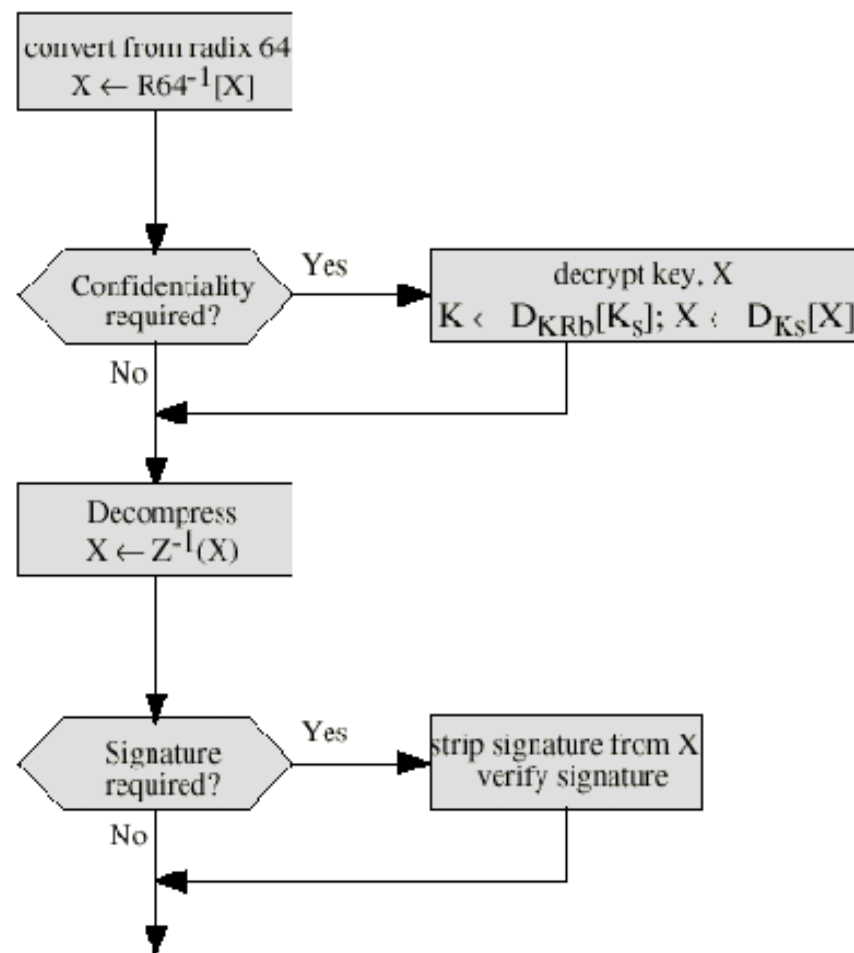 convert from radix 64
X ← R64⁻¹[X]
Confidentiality
required?
Yes
decrypt key, X
K ← D_KRb[K_s]; X ← D_Ks[X]
No
Decompress
X ← Z⁻¹(X)
Signature
required?
Yes
strip signature from X
verify signature
No